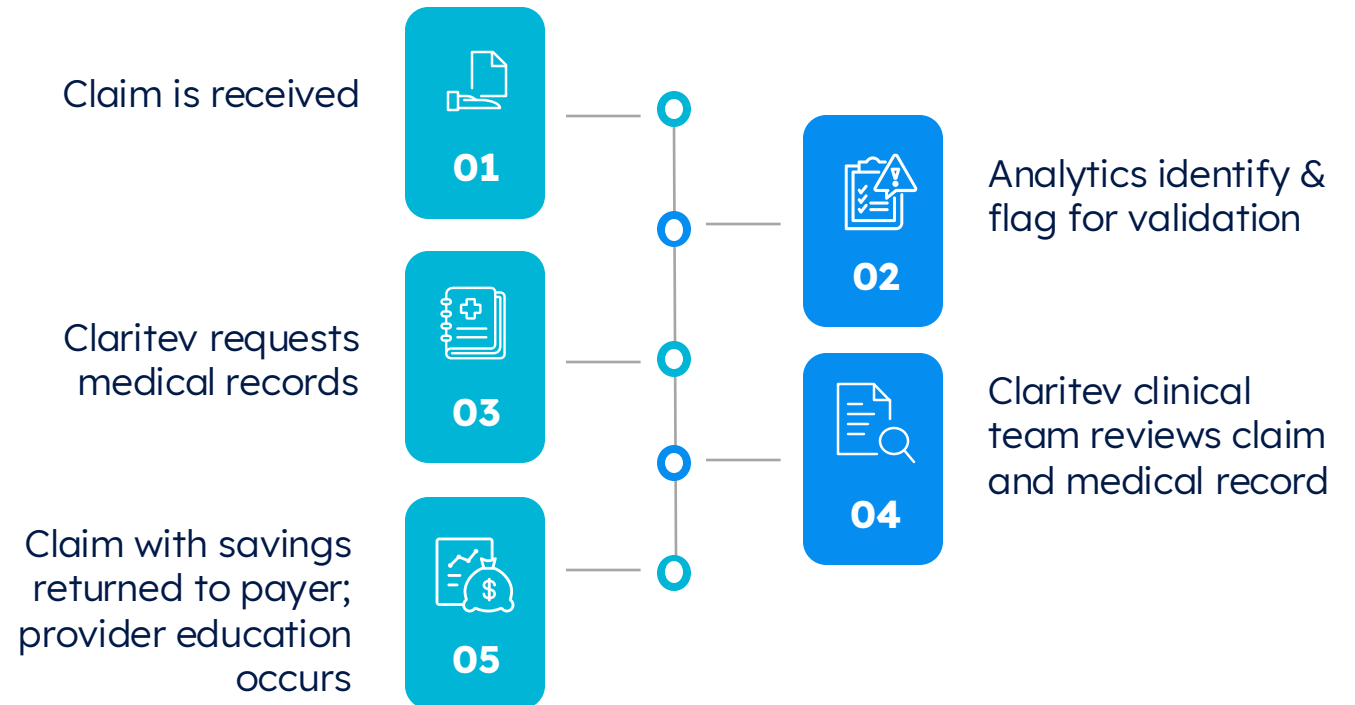 Claim is received
01
Analytics identify &
flag for validation
02
Claritev requests
medical records
03
Claritev clinical
team reviews claim
and medical record
04
Claim with savings
returned to payer;
provider education
occurs
$
05